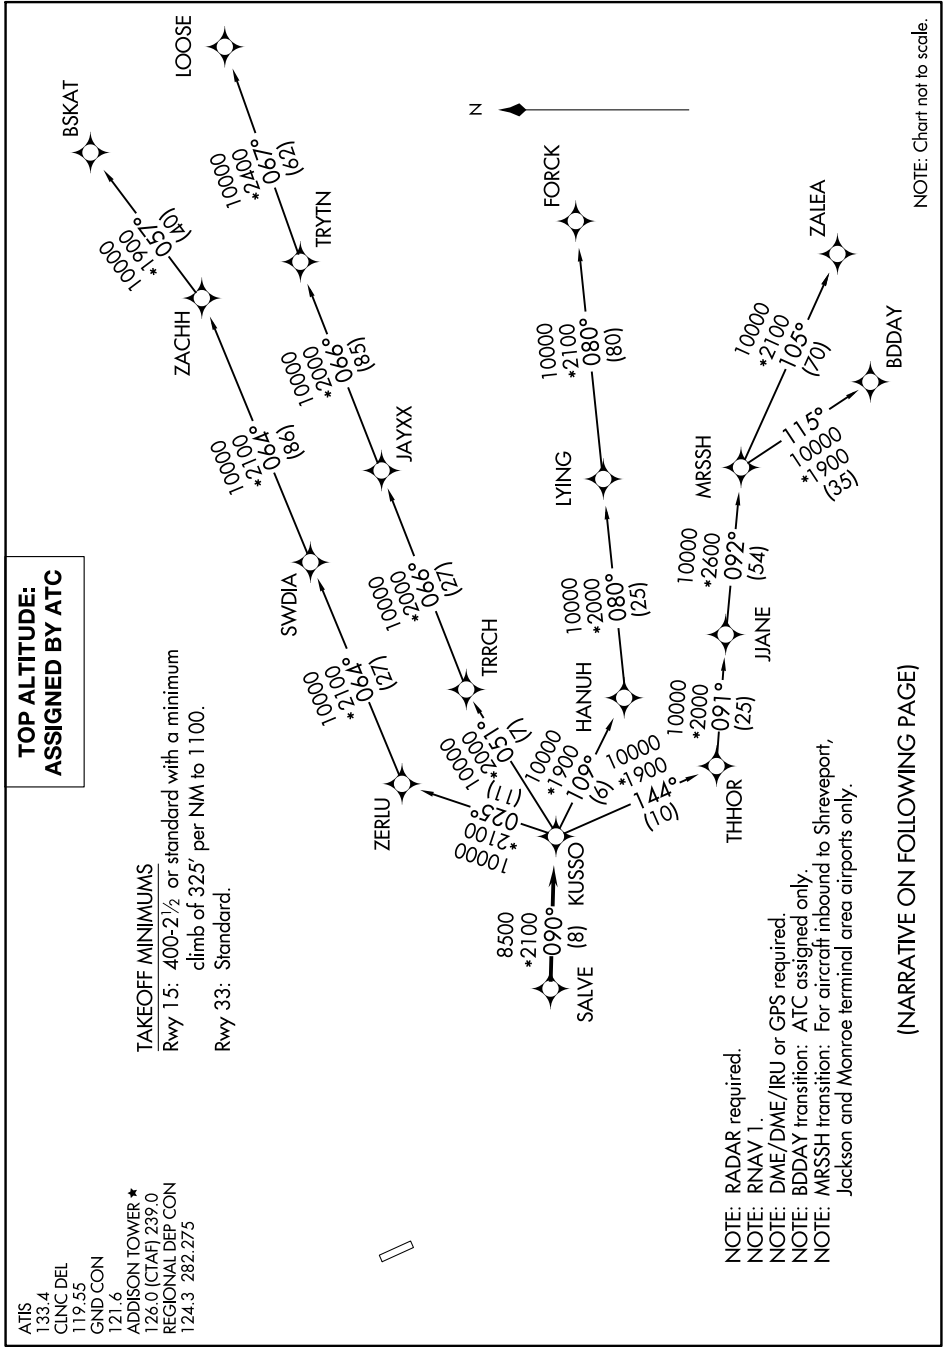 TOP ALTITUDE:
ASSIGNED BY ATC
ATIS
133.4
CLNC DEL
119.55
GND CON
121.6
ADDISON TOWER ★
126.0 (CTAF) 239.0
REGIONAL DEP CON
124.3 282.275
TAKEOFF MINIMUMS
Rwy 15: 400-2½ or standard with a minimum
climb of 325' per NM to 1100.
Rwy 33: Standard.
SALVE
8500
*2100
090°
(8)
KUSSO
10000
*2100
025°
(11)
ZERLU
10000
*2100
064°
(27)
SWDIA
10000
*2100
064°
(86)
ZACHH
10000
*1900
057°
(40)
BSKAT
10000
*2000
051°
(7)
TRRCH
10000
*2000
066°
(27)
JAYXX
10000
*2000
066°
(85)
TRYTN
10000
*2400
067°
(62)
LOOSE
N
10000
*1900
109°
(6)
HANUH
10000
*2000
080°
(25)
LYING
10000
*2100
080°
(80)
FORCK
10000
*1900
144°
(10)
THHOR
10000
*2000
091°
(25)
JJANE
10000
*2600
092°
(54)
MRSSH
10000
*2100
105°
(70)
ZALEA
115°
10000
*1900
(35)
BDDAY
NOTE: RADAR required.
NOTE: RNAV 1.
NOTE: DME/DME/IRU or GPS required.
NOTE: BDDAY transition: ATC assigned only.
NOTE: MRSSH transition: For aircraft inbound to Shreveport,
Jackson and Monroe terminal area airports only.
(NARRATIVE ON FOLLOWING PAGE)
NOTE: Chart not to scale.